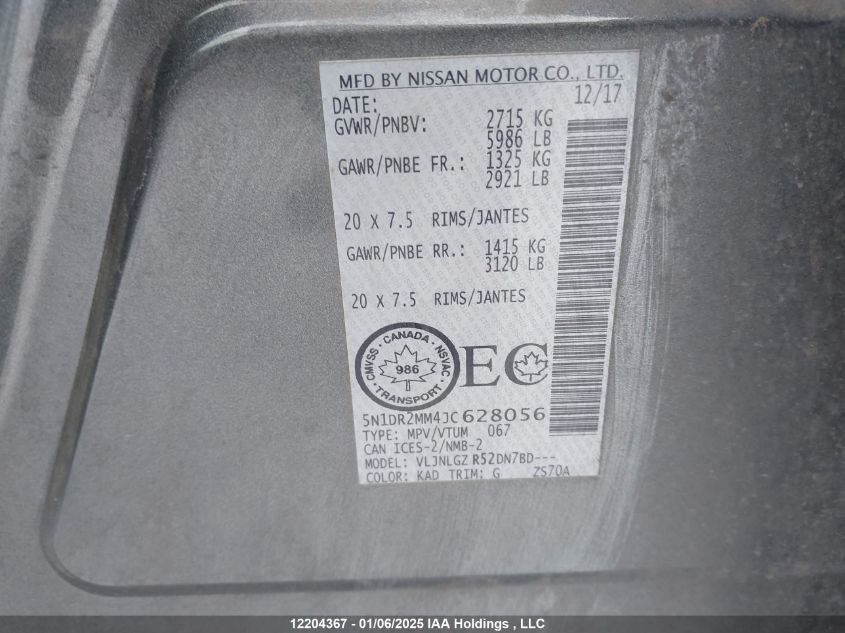 MFD BY NISSAN MOTOR CO., LTD.
DATE: 12/17
GVWR/PNBV: 2715 KG
5986 LB
GAWR/PNBE FR.: 1325 KG
2921 LB
20 X 7.5 RIMS/JANTES
GAWR/PNBE RR.: 1415 KG
3120 LB
20 X 7.5 RIMS/JANTES
CMVSS · CANADA · NSVAC
986
TRANSPORT
EC
5N1DR2MM4JC628056
TYPE: MPV/VTUM 067
CAN ICES-2/NMB-2
MODEL: VLJNLGZ R52DN7BD---
COLOR: KAD TRIM: G ZS70A
12204367 - 01/06/2025 IAA Holdings , LLC